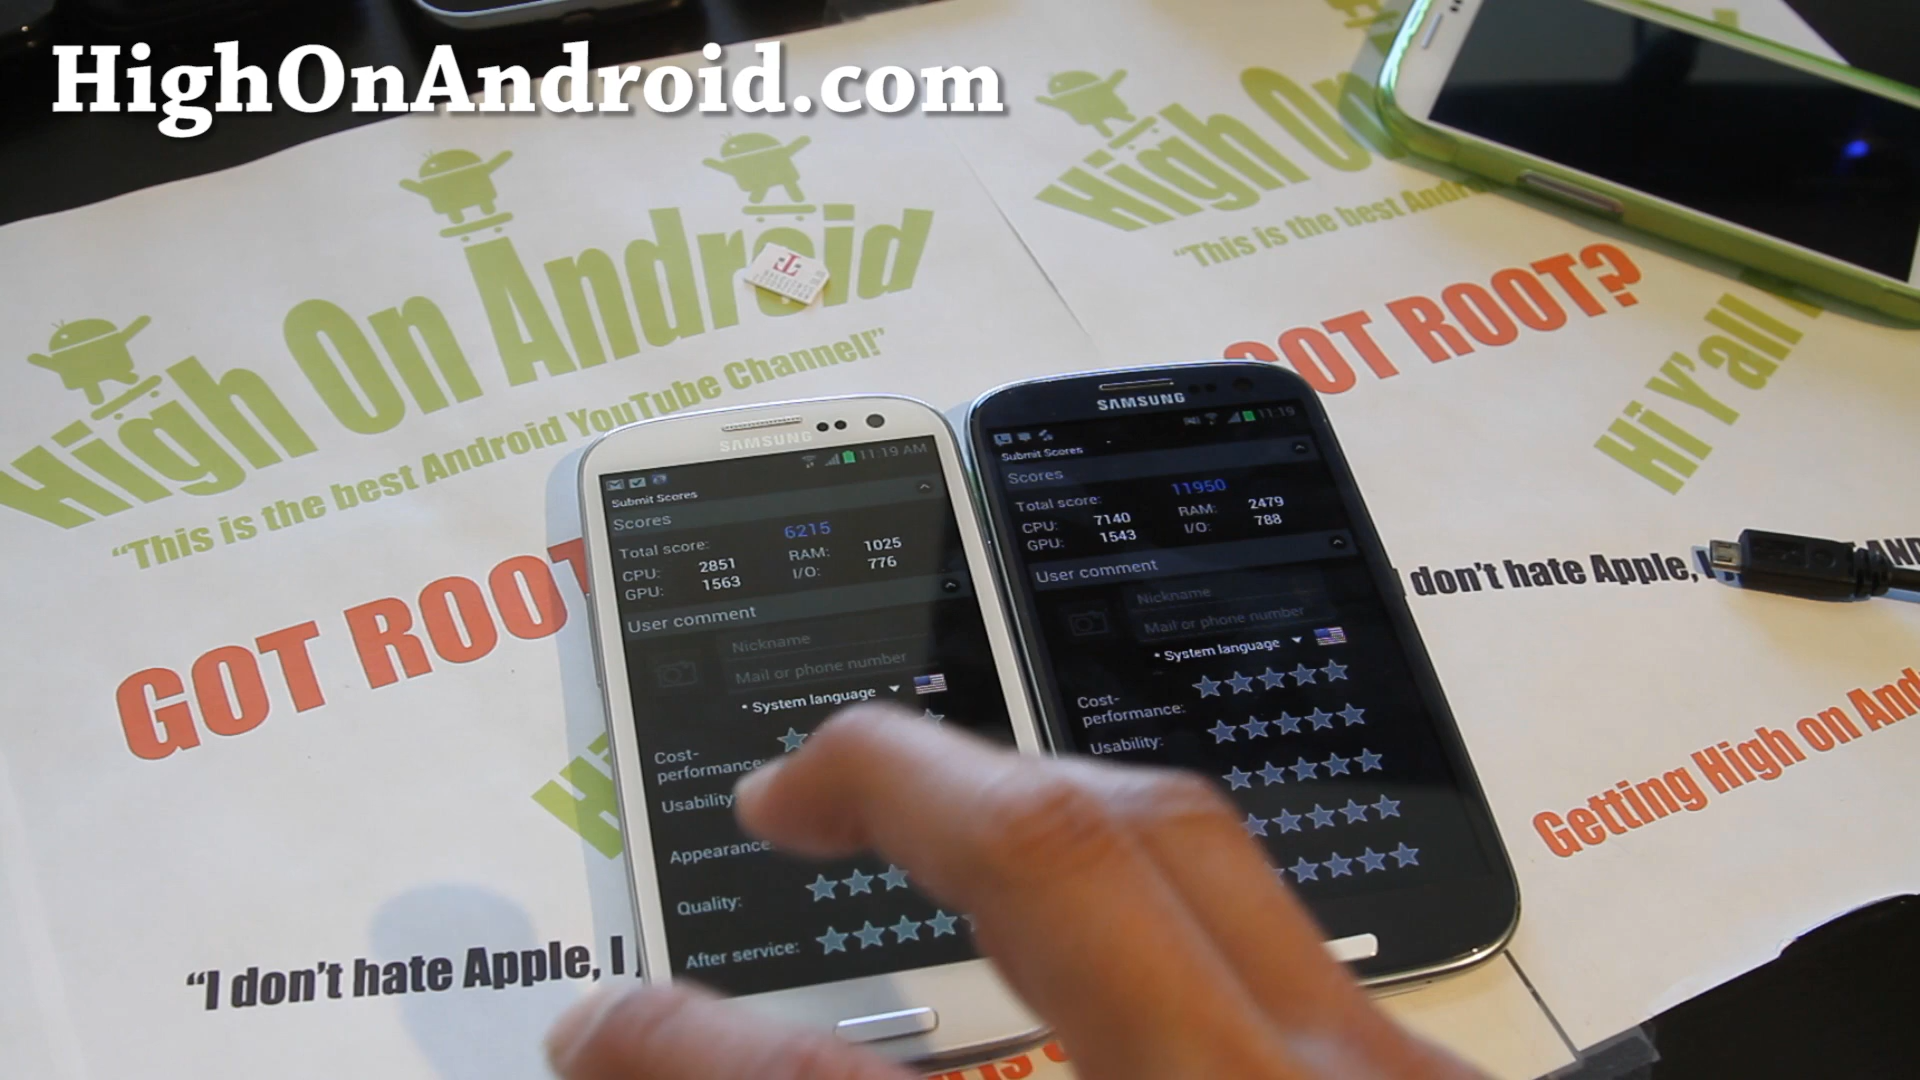 HighOnAndroid.com
High On Android
"This is the best Android YouTube Channel!"
GOT ROOT
"I don't hate Apple, I
High On
"This is the best
GOT ROOT?
Hi Y'all
don't hate Apple, I
Getting High on And
SAMSUNG
11:19 AM
Submit Scores
Scores
Total score: 6215
CPU: 2851 RAM: 1025
GPU: 1563 I/O: 776
User comment
Nickname
Mail or phone number
• System language
Cost-
performance:
Usability
Appearance:
Quality:
After service:
SAMSUNG
11:19
Submit Scores
Scores
Total score: 11950
CPU: 7140 RAM: 2479
GPU: 1543 I/O: 788
User comment
Nickname
Mail or phone number
• System language
Cost-
performance:
Usability: